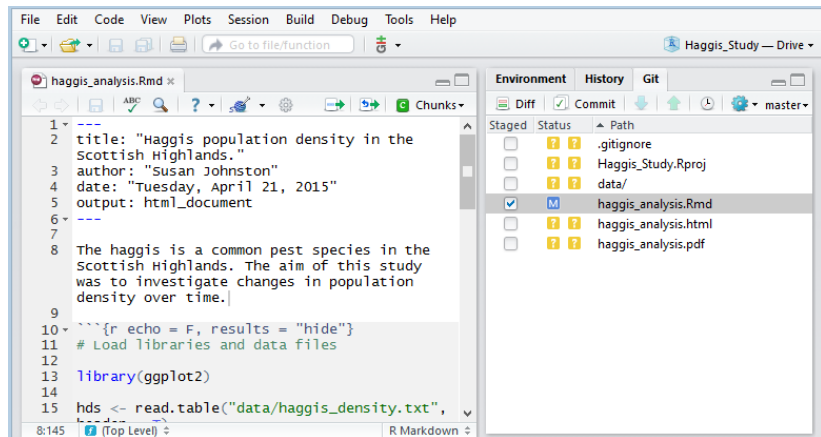 File Edit Code View Plots Session Build Debug Tools Help
Go to file/function
Haggis_Study — Drive
haggis_analysis.Rmd
ABC ? Chunks
1 ---
2 title: "Haggis population density in the
Scottish Highlands."
3 author: "Susan Johnston"
4 date: "Tuesday, April 21, 2015"
5 output: html_document
6 ---
7
8 The haggis is a common pest species in the
Scottish Highlands. The aim of this study
was to investigate changes in population
density over time.
9
10 ```{r echo = F, results = "hide"}
11 # Load libraries and data files
12
13 library(ggplot2)
14
15 hds <- read.table("data/haggis_density.txt",
8:145 (Top Level) R Markdown
Environment History Git
Diff Commit master
Staged Status Path
? ? .gitignore
? ? Haggis_Study.Rproj
? ? data/
M haggis_analysis.Rmd
? ? haggis_analysis.html
? ? haggis_analysis.pdf